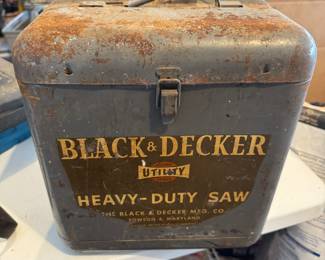 BLACK & DECKER
UTILITY
HEAVY-DUTY SAW
THE BLACK & DECKER MFG. CO.
TOWSON 4, MARYLAND